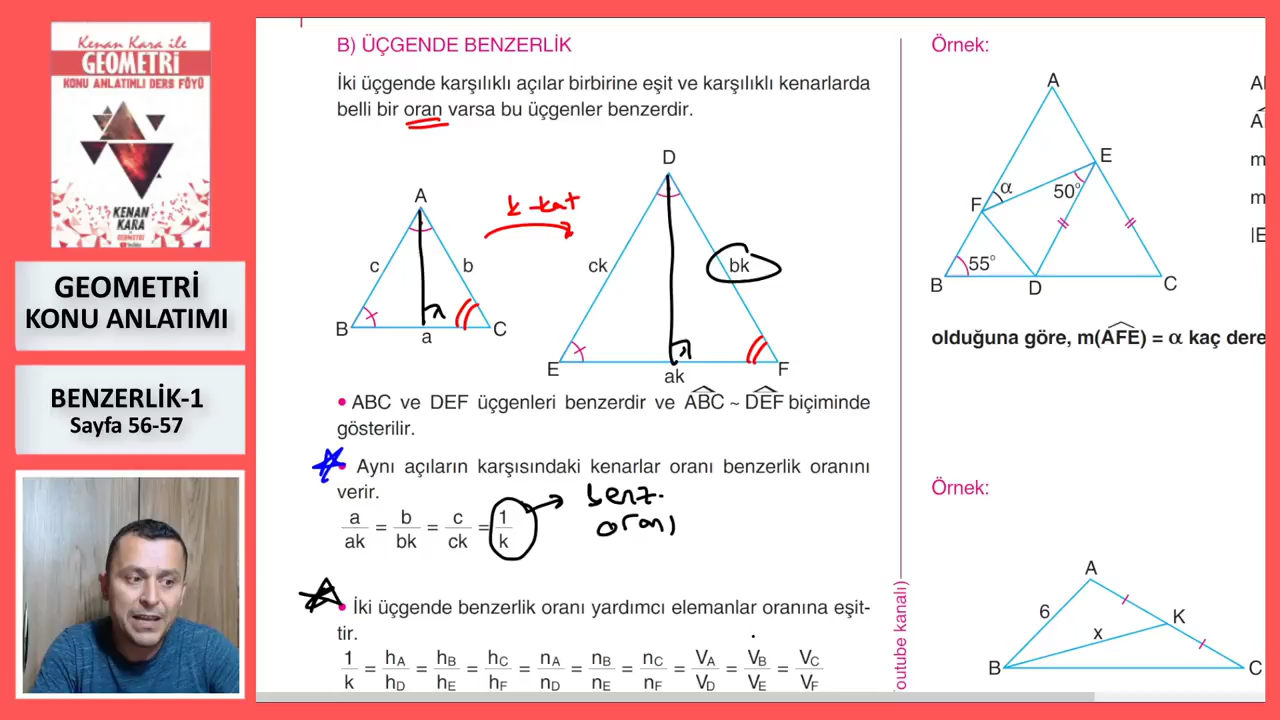 Kenan Kara ile
GEOMETRİ
KONU ANLATIMLI DERS FÖYÜ
KENAN
KARA
GEOMETRİ
KONU ANLATIMI
BENZERLİK-1
Sayfa 56-57
B) ÜÇGENDE BENZERLİK
İki üçgende karşılıklı açılar birbirine eşit ve karşılıklı kenarlarda
belli bir oran varsa bu üçgenler benzerdir.
A
c
b
B
C
a
k-kat
D
ck
bk
E
F
ak
• ABC ve DEF üçgenleri benzerdir ve ABC ~ DEF biçiminde
gösterilir.
• Aynı açıların karşısındaki kenarlar oranı benzerlik oranını
verir.
a/ak = b/bk = c/ck = 1/k
benz.
oranı
• İki üçgende benzerlik oranı yardımcı elemanlar oranına eşit-
tir.
1/k = hA/hD = hB/hE = hC/hF = nA/nD = nB/nE = nC/nF = VA/VD = VB/VE = VC/VF
outube kanalı)
Örnek:
A
E
50°
α
F
55°
B
D
C
m
m
|E
olduğuna göre, m(AFE) = α kaç dere
Örnek:
A
6
K
x
B
C